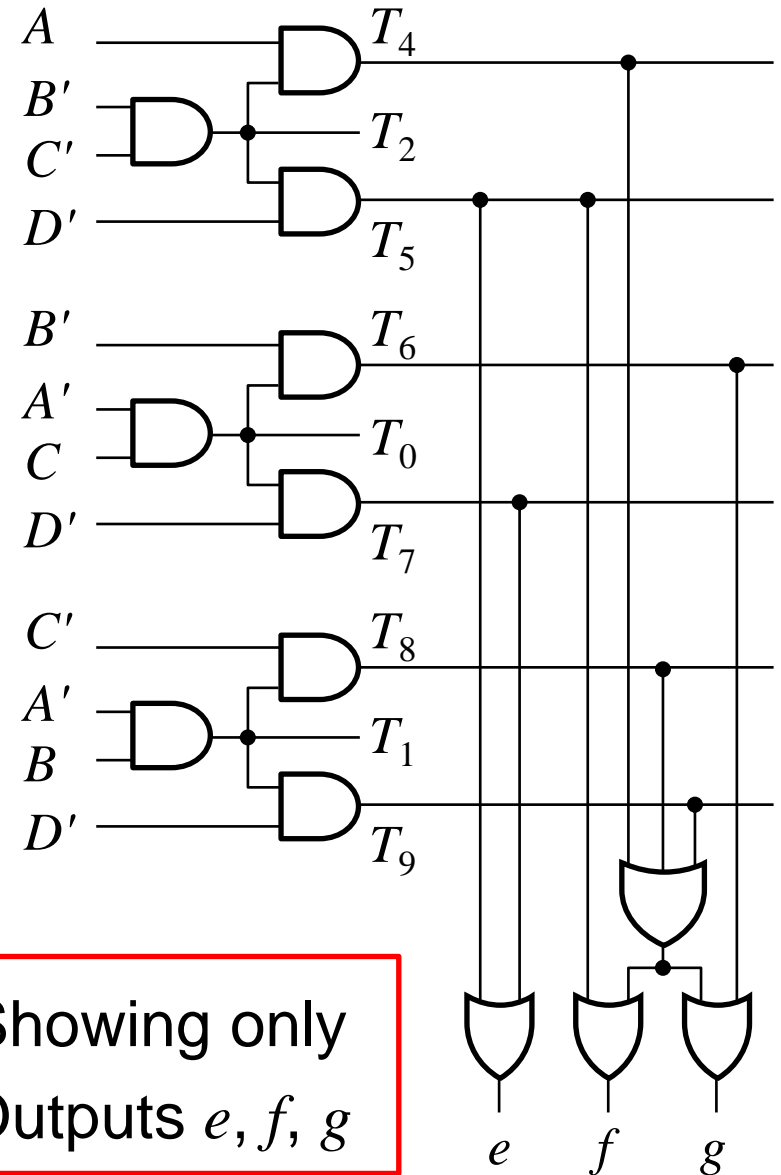 A
T4
B′
T2
C′
D′
T5
B′
T6
A′
C
T0
D′
T7
C′
T8
A′
B
T1
D′
T9
Showing only
Outputs e, f, g
e f g